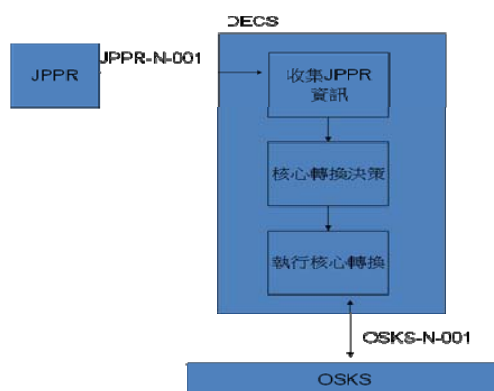 DECS
JPPR
JPPR-N-001
收集JPPR
資訊
核心轉換決策
執行核心轉換
OSKS-N-001
OSKS